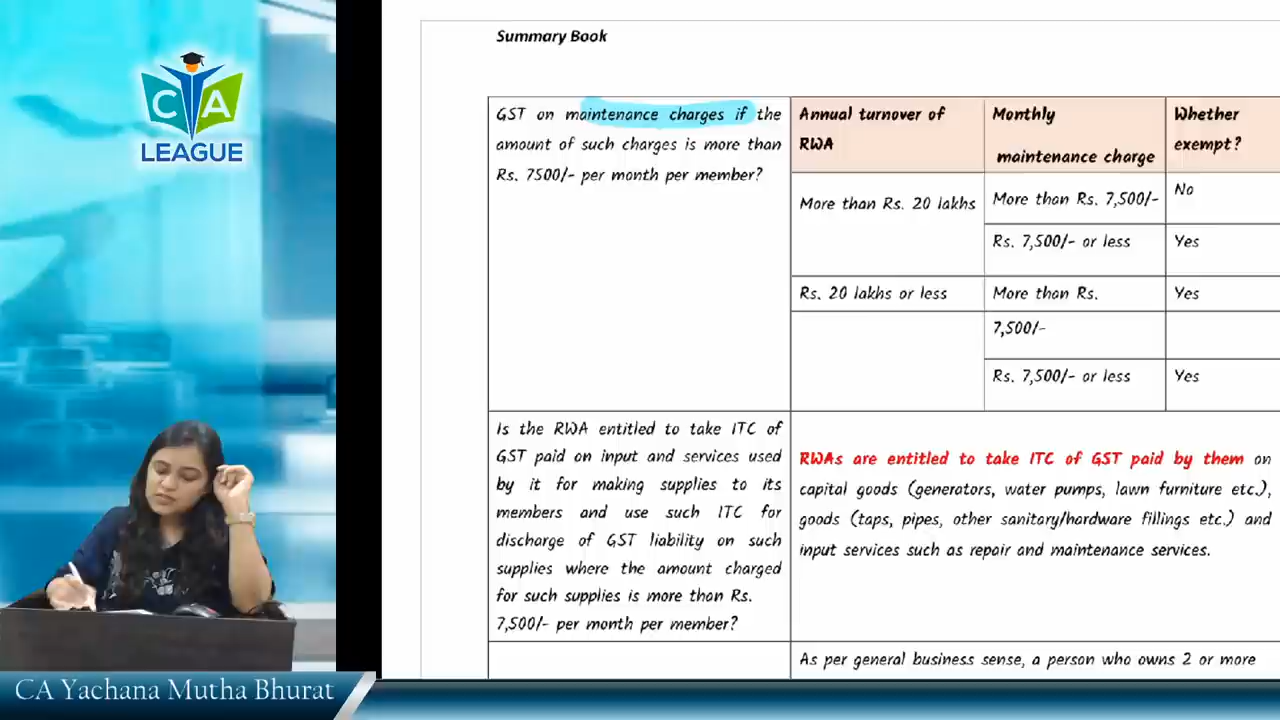 CA
LEAGUE
Summary Book
GST on maintenance charges if the
amount of such charges is more than
Rs. 7500/- per month per member?
Annual turnover of
RWA
Monthly
maintenance charge
Whether
exempt?
More than Rs. 20 lakhs
More than Rs. 7,500/-
No
Rs. 7,500/- or less
Yes
Rs. 20 lakhs or less
More than Rs.
7,500/-
Yes
Rs. 7,500/- or less
Yes
Is the RWA entitled to take ITC of
GST paid on input and services used
by it for making supplies to its
members and use such ITC for
discharge of GST liability on such
supplies where the amount charged
for such supplies is more than Rs.
7,500/- per month per member?
RWAs are entitled to take ITC of GST paid by them on
capital goods (generators, water pumps, lawn furniture etc.),
goods (taps, pipes, other sanitary/hardware fillings etc.) and
input services such as repair and maintenance services.
As per general business sense, a person who owns 2 or more
CA Yachana Mutha Bhurat